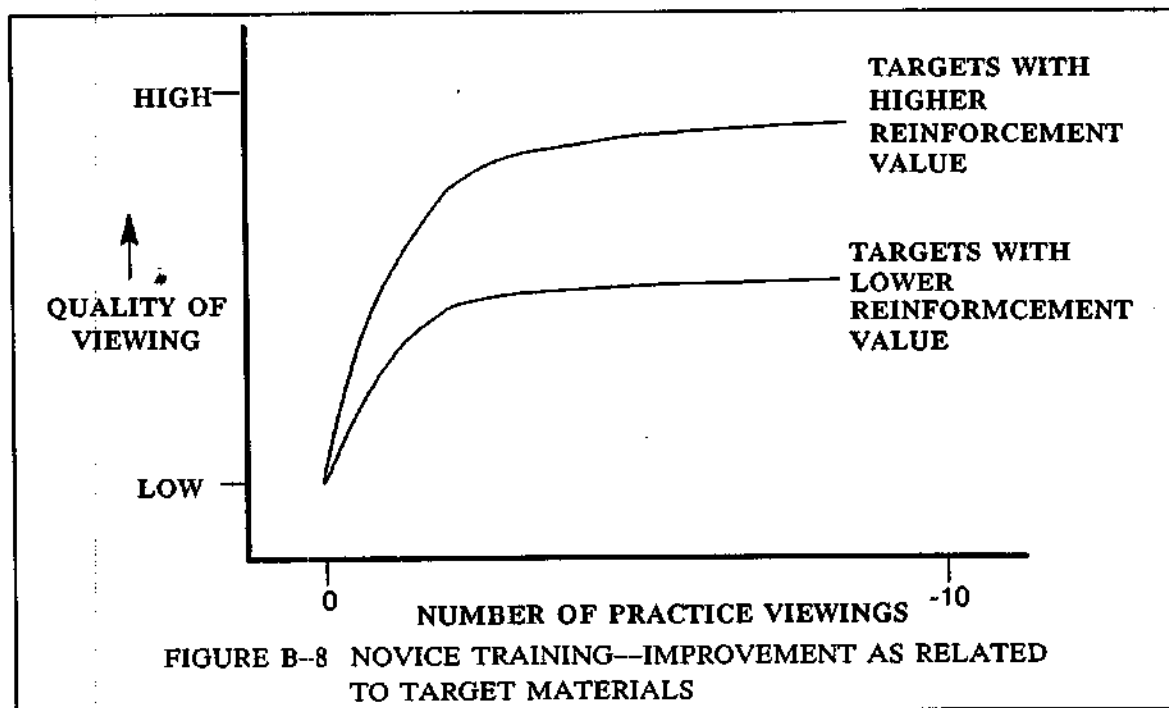 HIGH
TARGETS WITH
HIGHER
REINFORCEMENT
VALUE
QUALITY OF
VIEWING
TARGETS WITH
LOWER
REINFORMCEMENT
VALUE
LOW
0
-10
NUMBER OF PRACTICE VIEWINGS
FIGURE B--8 NOVICE TRAINING—IMPROVEMENT AS RELATED
TO TARGET MATERIALS